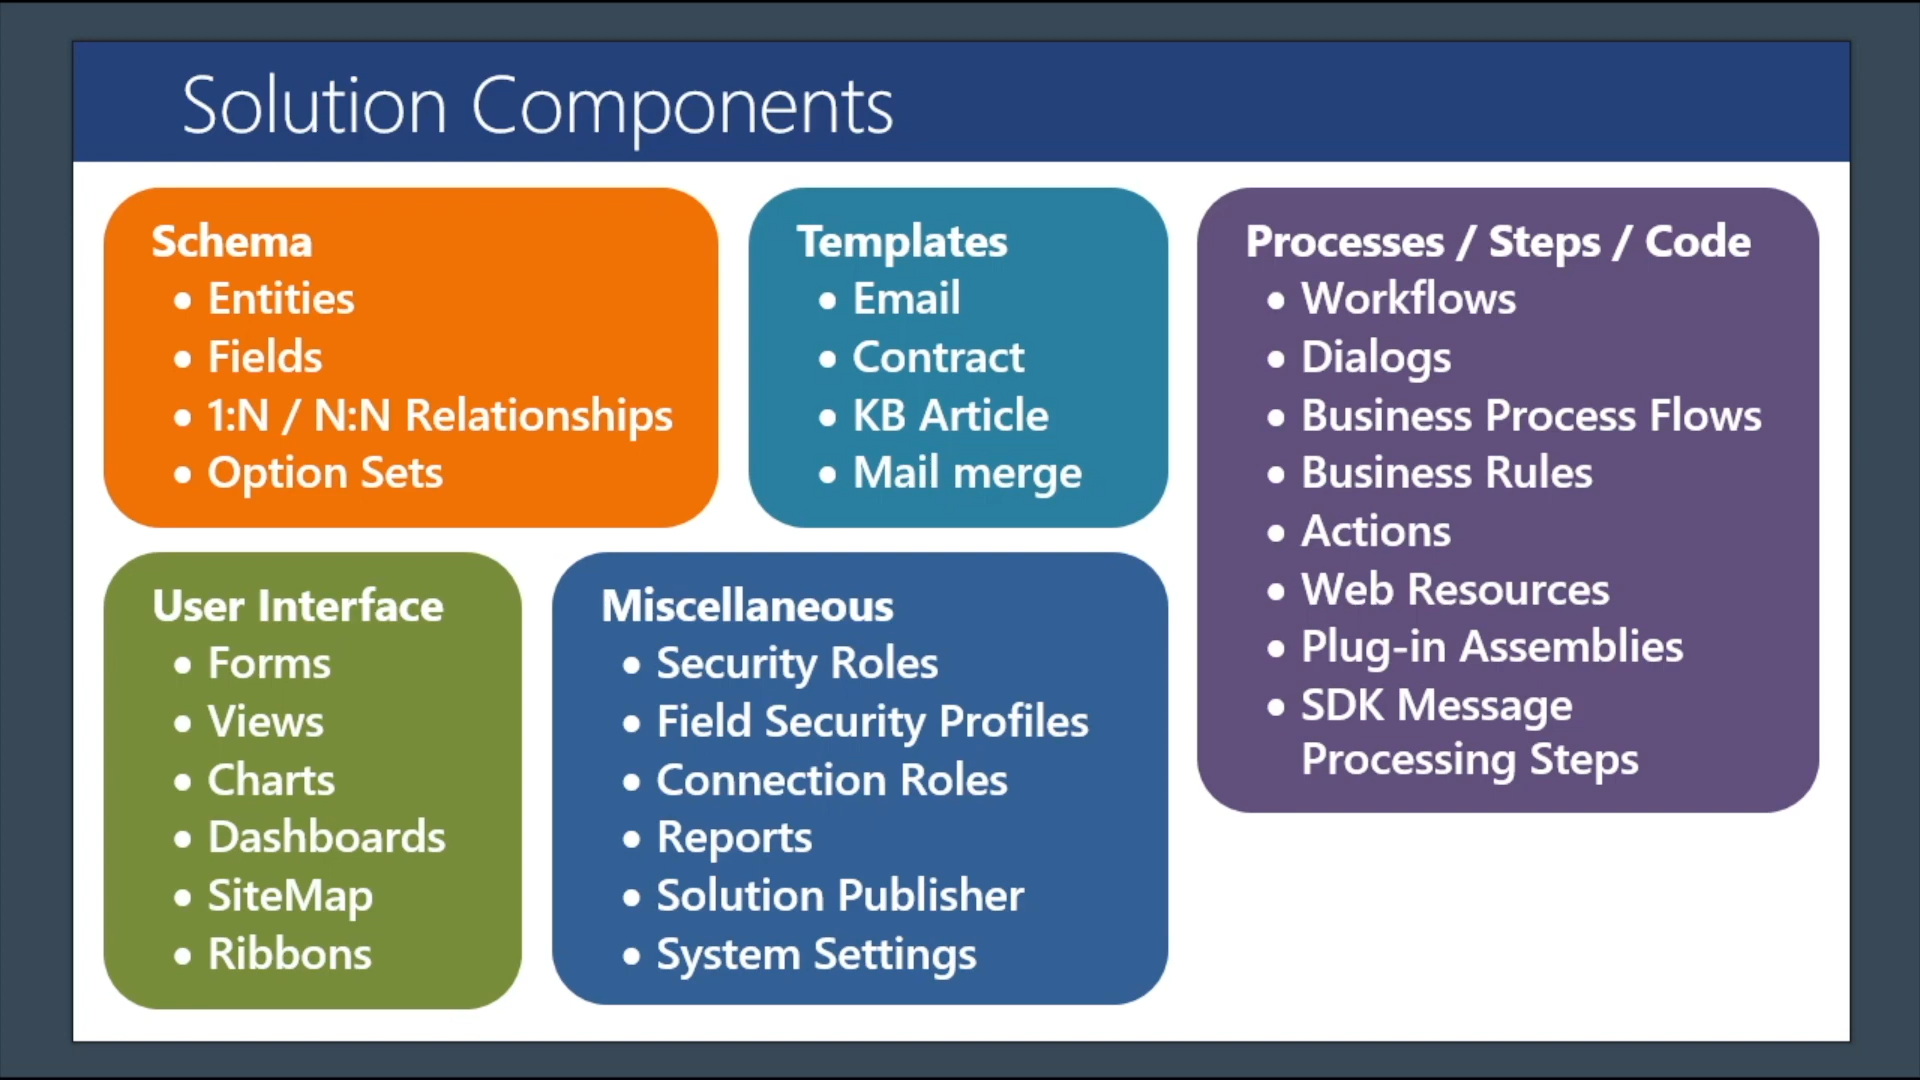 Solution Components
Schema
• Entities
• Fields
• 1:N / N:N Relationships
• Option Sets
Templates
• Email
• Contract
• KB Article
• Mail merge
Processes / Steps / Code
• Workflows
• Dialogs
• Business Process Flows
• Business Rules
• Actions
• Web Resources
• Plug-in Assemblies
• SDK Message
Processing Steps
User Interface
• Forms
• Views
• Charts
• Dashboards
• SiteMap
• Ribbons
Miscellaneous
• Security Roles
• Field Security Profiles
• Connection Roles
• Reports
• Solution Publisher
• System Settings